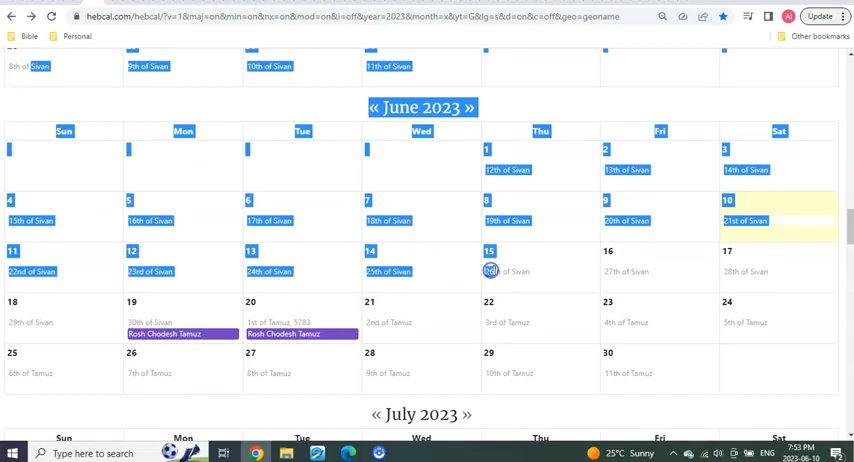 hebcal.com/hebcal/?v=1&maj=on&min=on&nx=on&mod=on&i=off&year=2023&month=x&yt=G&lg=s&d=on&c=off&geo=geoname
AI
Update
Bible Personal Other bookmarks
8th of Sivan 9th of Sivan 10th of Sivan 11th of Sivan
« June 2023 »
Sun Mon Tue Wed Thu Fri Sat
1 2 3
12th of Sivan 13th of Sivan 14th of Sivan
4 5 6 7 8 9 10
15th of Sivan 16th of Sivan 17th of Sivan 18th of Sivan 19th of Sivan 20th of Sivan 21st of Sivan
11 12 13 14 15 16 17
22nd of Sivan 23rd of Sivan 24th of Sivan 25th of Sivan of Sivan 27th of Sivan 28th of Sivan
18 19 20 21 22 23 24
29th of Sivan 30th of Sivan 1st of Tamuz, 5783 2nd of Tamuz 3rd of Tamuz 4th of Tamuz 5th of Tamuz
Rosh Chodesh Tamuz Rosh Chodesh Tamuz
25 26 27 28 29 30
6th of Tamuz 7th of Tamuz 8th of Tamuz 9th of Tamuz 10th of Tamuz 11th of Tamuz
« July 2023 »
Sun Mon Tue Wed Thu Fri Sat
Type here to search
25°C Sunny
ENG
7:53 PM
2023-06-10
2